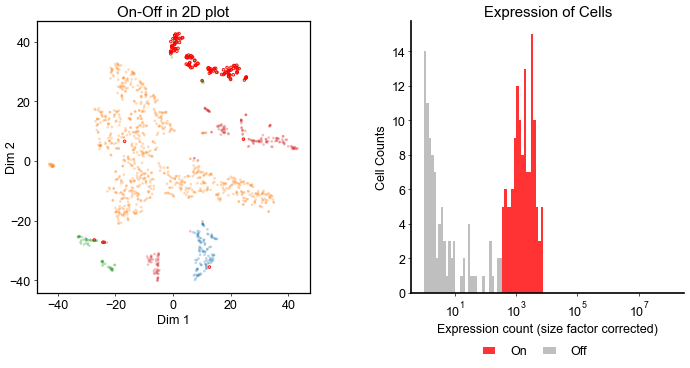 On-Off in 2D plot
40
20
0
−20
−40
Dim 2
−40 −20 0 20 40
Dim 1
Expression of Cells
14
12
10
8
6
4
2
0
Cell Counts
10^1 10^3 10^5 10^7
Expression count (size factor corrected)
On Off